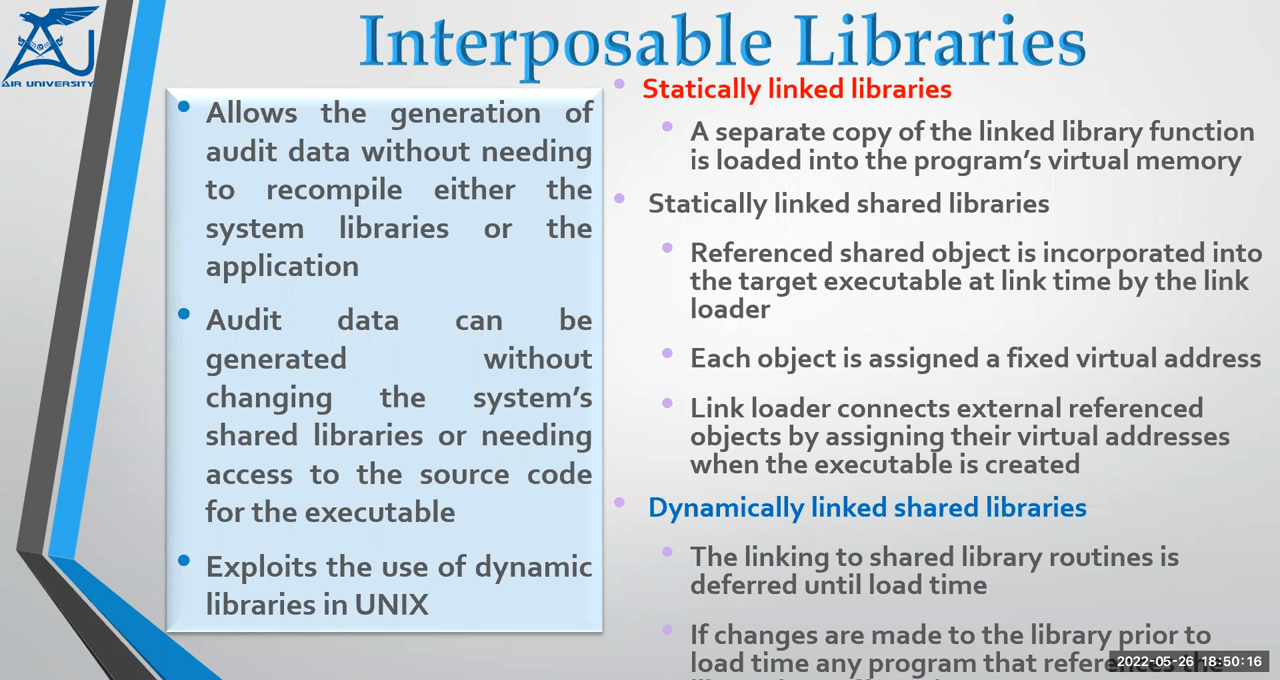 Interposable Libraries
AIR UNIVERSITY
• Allows the generation of
audit data without needing
to recompile either the
system libraries or the
application
• Audit data can be
generated without
changing the system's
shared libraries or needing
access to the source code
for the executable
• Exploits the use of dynamic
libraries in UNIX
• Statically linked libraries
• A separate copy of the linked library function
is loaded into the program's virtual memory
• Statically linked shared libraries
• Referenced shared object is incorporated into
the target executable at link time by the link
loader
• Each object is assigned a fixed virtual address
• Link loader connects external referenced
objects by assigning their virtual addresses
when the executable is created
• Dynamically linked shared libraries
• The linking to shared library routines is
deferred until load time
• If changes are made to the library prior to
load time any program that references the
2022-05-26 18:50:16